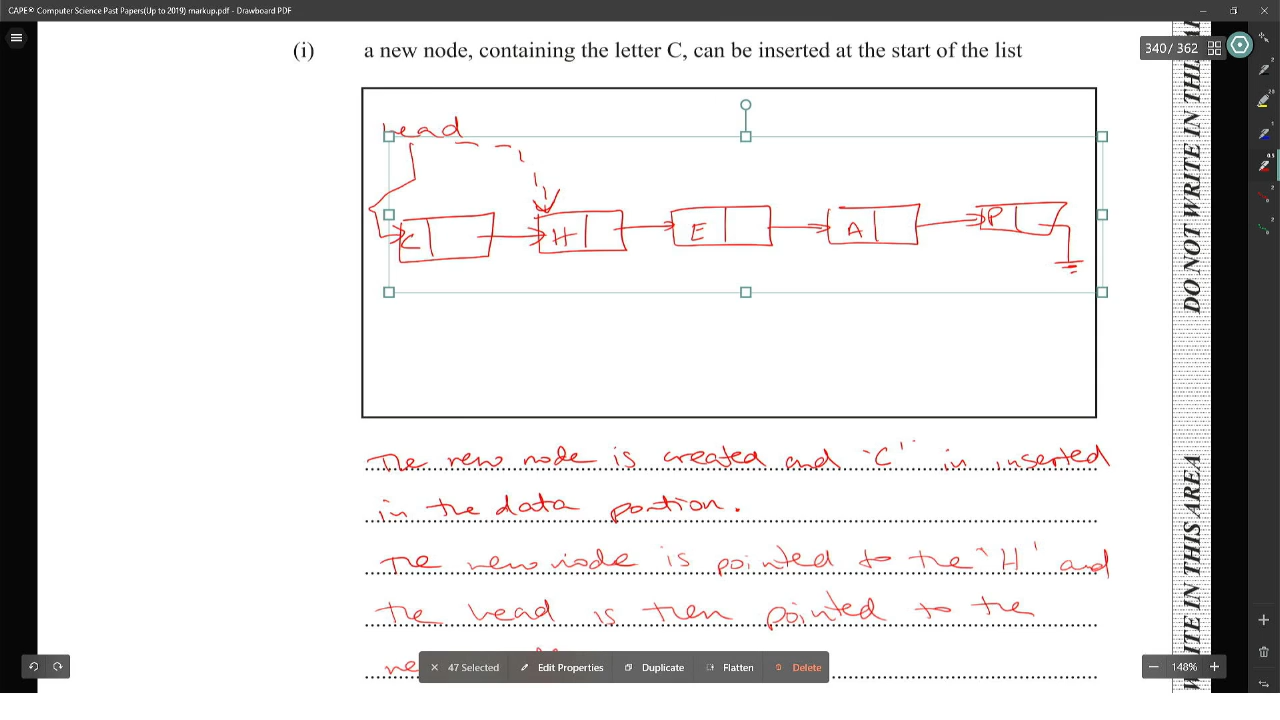 CAPE® Computer Science Past Papers(Up to 2019) markup.pdf - Drawboard PDF
(i) a new node, containing the letter C, can be inserted at the start of the list
340/ 362
head
C H E A P
The new node is created and 'C' in inserted
in the data portion.
The new node is pointed to the 'H' and
the head is then pointed to the
ne
47 Selected Edit Properties Duplicate Flatten Delete
148%
DO NOT WRITE IN THI
WRITE IN THIS AREA